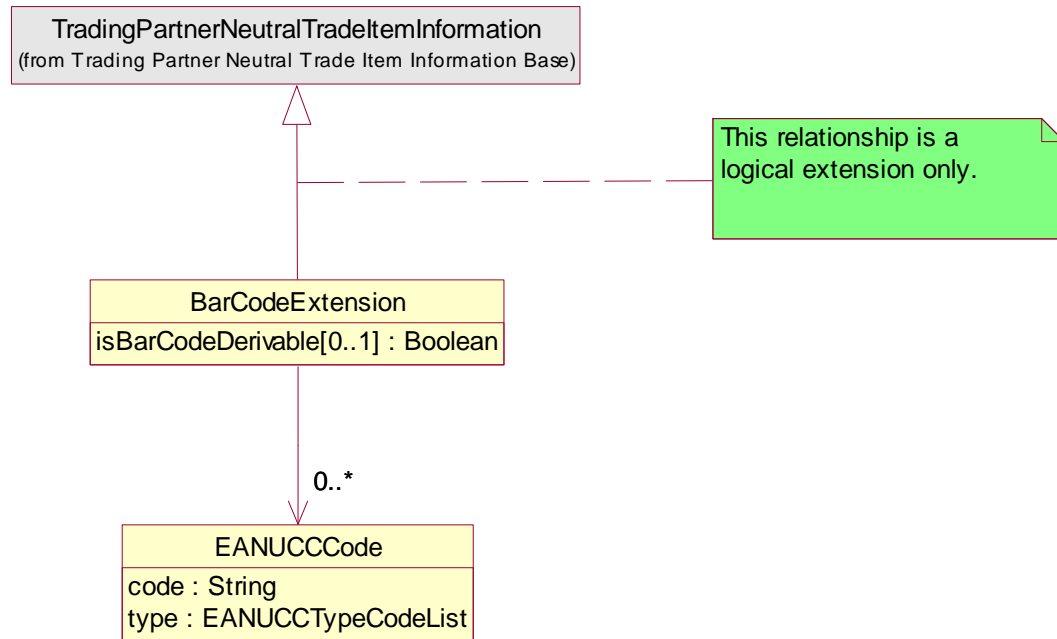 TradingPartnerNeutralTradeItemInformation
(from Trading Partner Neutral Trade Item Information Base)
This relationship is a
logical extension only.
BarCodeExtension
isBarCodeDerivable[0..1] : Boolean
0..*
EANUCCCode
code : String
type : EANUCCTypeCodeList